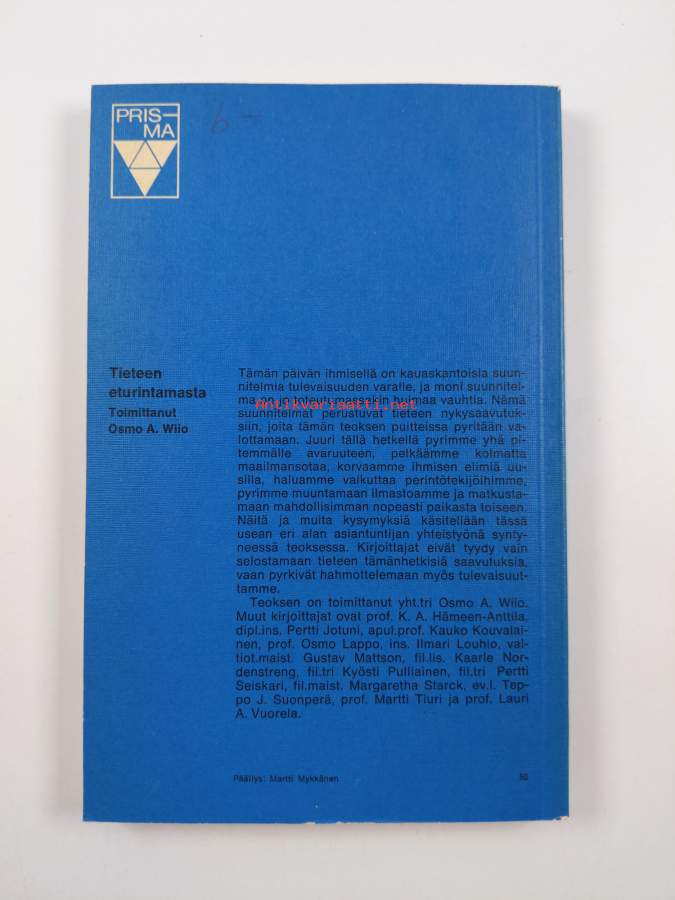 PRIS-
MA
6-
Tieteen
eturintamasta
Toimittanut
Osmo A. Wiio
Tämän päivän ihmisellä on kauaskantoisia suun-
nitelmia tulevaisuuden varalle, ja moni suunnitel-
huimaa vauhtia. Nämä
Antikvariaatti.net
suunnitelmat perustuvat tieteen nykysaavutuk-
siin, joita tämän teoksen puitteissa pyritään va-
lottamaan. Juuri tällä hetkellä pyrimme yhä pi-
temmälle avaruuteen, pelkäämme kolmatta
maailmansotaa, korvaamme ihmisen elimiä uu-
silla, haluamme vaikuttaa perintötekijöihimme,
pyrimme muuntamaan ilmastoamme ja matkusta-
maan mahdollisimman nopeasti paikasta toiseen.
Näitä ja muita kysymyksiä käsitellään tässä
usean eri alan asiantuntijan yhteistyönä synty-
neessä teoksessa. Kirjoittajat eivät tyydy vain
selostamaan tieteen tämänhetkisiä saavutuksia,
vaan pyrkivät hahmottelemaan myös tulevaisuut-
tamme.
Teoksen on toimittanut yht.tri Osmo A. Wiio.
Muut kirjoittajat ovat prof. K. A. Hämeen-Anttila,
dipl.ins. Pertti Jotuni, apul.prof. Kauko Kouvalai-
nen, prof. Osmo Lappo, ins. Ilmari Louhio, val-
tiot.maist. Gustav Mattson, fil.lis. Kaarle Nor-
denstreng, fil.tri Kyösti Pulliainen, fil.tri Pertti
Seiskari, fil.maist. Margaretha Starck, ev.l. Tep-
po J. Suonperä, prof. Martti Tiuri ja prof. Lauri
A. Vuorela.
Päällys: Martti Mykkänen